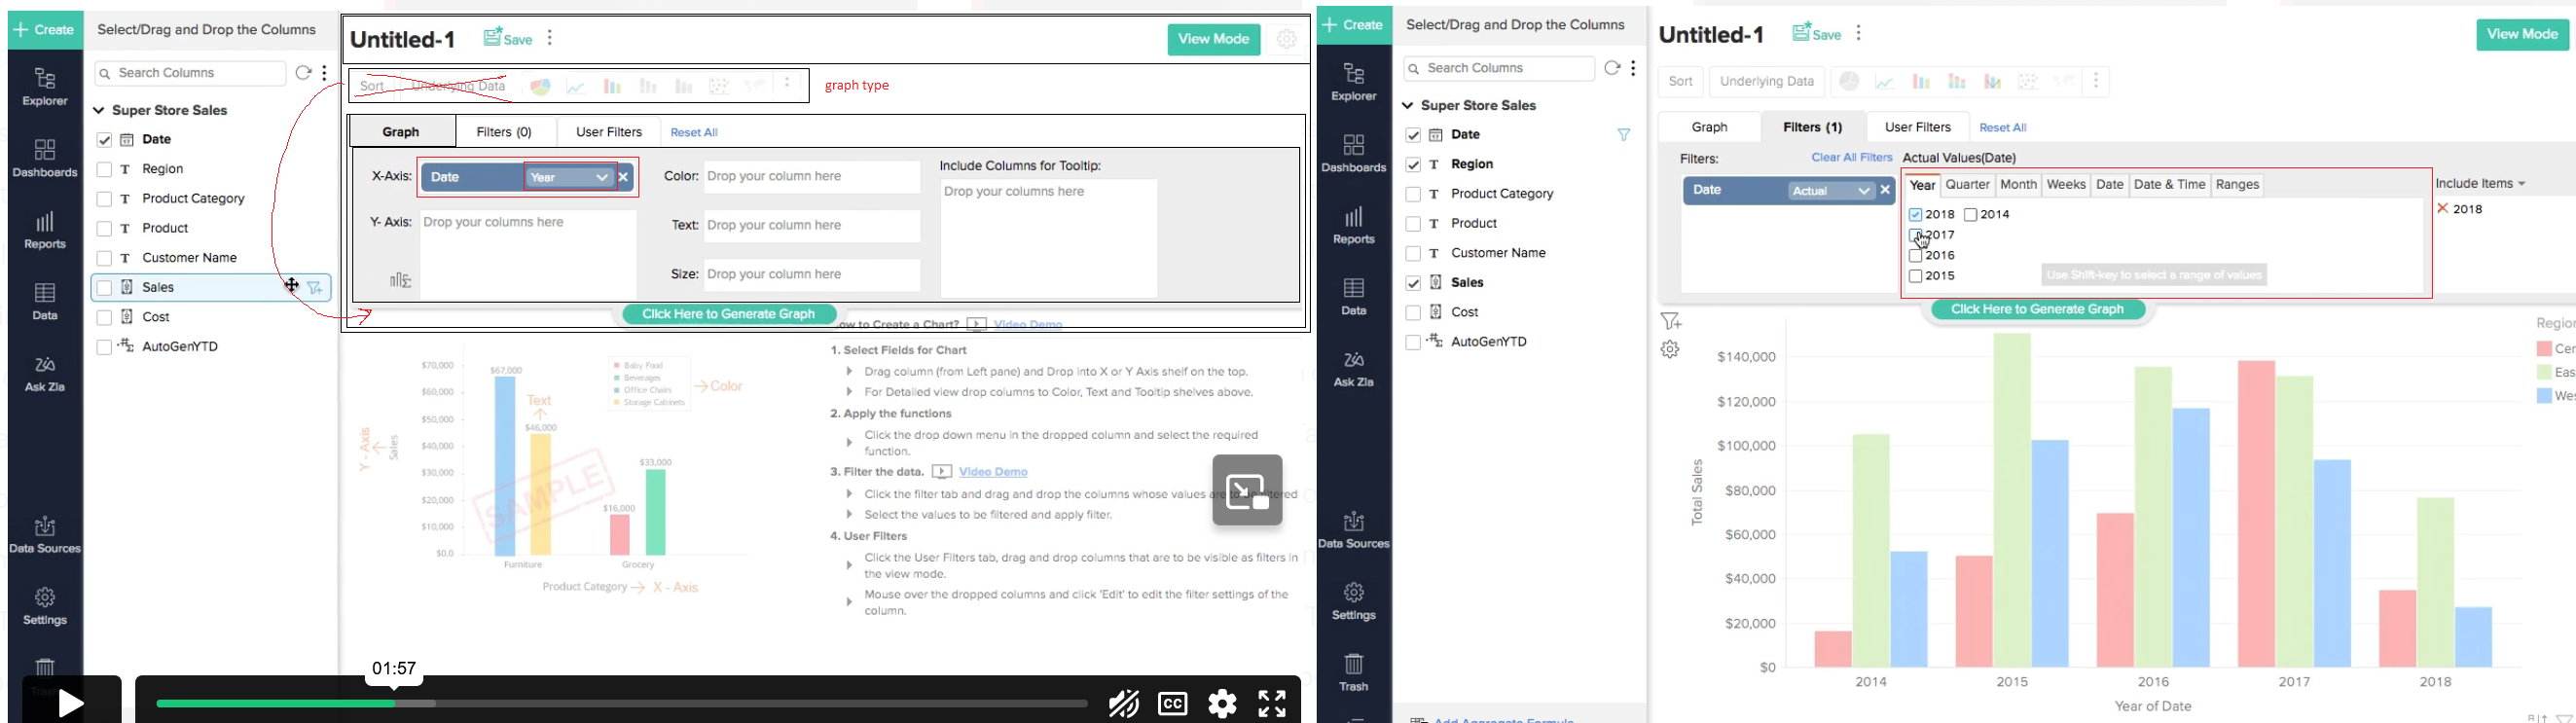 Create
Select/Drag and Drop the Columns
Search Columns
Super Store Sales
Date
Region
Product Category
Product
Customer Name
Sales
Cost
AutoGenYTD
Explorer
Dashboards
Reports
Data
Ask Zia
Data Sources
Settings
Trash
Untitled-1
Save
View Mode
Sort
Underlying Data
graph type
Graph
Filters (0)
User Filters
Reset All
X-Axis:
Date
Year
Y- Axis:
Drop your columns here
Color:
Drop your column here
Text:
Drop your column here
Size:
Drop your column here
Include Columns for Tooltip:
Drop your columns here
Click Here to Generate Graph
How to Create a Chart?
Video Demo
1. Select Fields for Chart
Drag column (from Left pane) and Drop into X or Y Axis shelf on the top.
For Detailed view drop columns to Color, Text and Tooltip shelves above.
2. Apply the functions
Click the drop down menu in the dropped column and select the required
function.
3. Filter the data.
Video Demo
Click the filter tab and drag and drop the columns whose values are to be filtered
Select the values to be filtered and apply filter.
4. User Filters
Click the User Filters tab, drag and drop columns that are to be visible as filters in
the view mode.
Mouse over the dropped columns and click 'Edit' to edit the filter settings of the
column.
$70,000
$60,000
$50,000
$40,000
$30,000
$20,000
$10,000
$0.0
Y - Axis
Sales
$67,000
Text
$46,000
$16,000
$33,000
SAMPLE
Baby Food
Beverages
Office Chairs
Storage Cabinets
Color
Furniture
Grocery
Product Category
X - Axis
01:57
CC
Create
Select/Drag and Drop the Columns
Search Columns
Super Store Sales
Date
Region
Product Category
Product
Customer Name
Sales
Cost
AutoGenYTD
Add Aggregate Formula
Explorer
Dashboards
Reports
Data
Ask Zia
Data Sources
Settings
Trash
Untitled-1
Save
View Mode
Sort
Underlying Data
Graph
Filters (1)
User Filters
Reset All
Filters:
Clear All Filters
Actual Values(Date)
Date
Actual
Year
Quarter
Month
Weeks
Date
Date & Time
Ranges
2018
2014
2017
2016
2015
Use Shift-key to select a range of values
Include Items
2018
Click Here to Generate Graph
Region
Cen
Eas
Wes
$140,000
$120,000
$100,000
$80,000
$60,000
$40,000
$20,000
$0
Total Sales
2014
2015
2016
2017
2018
Year of Date